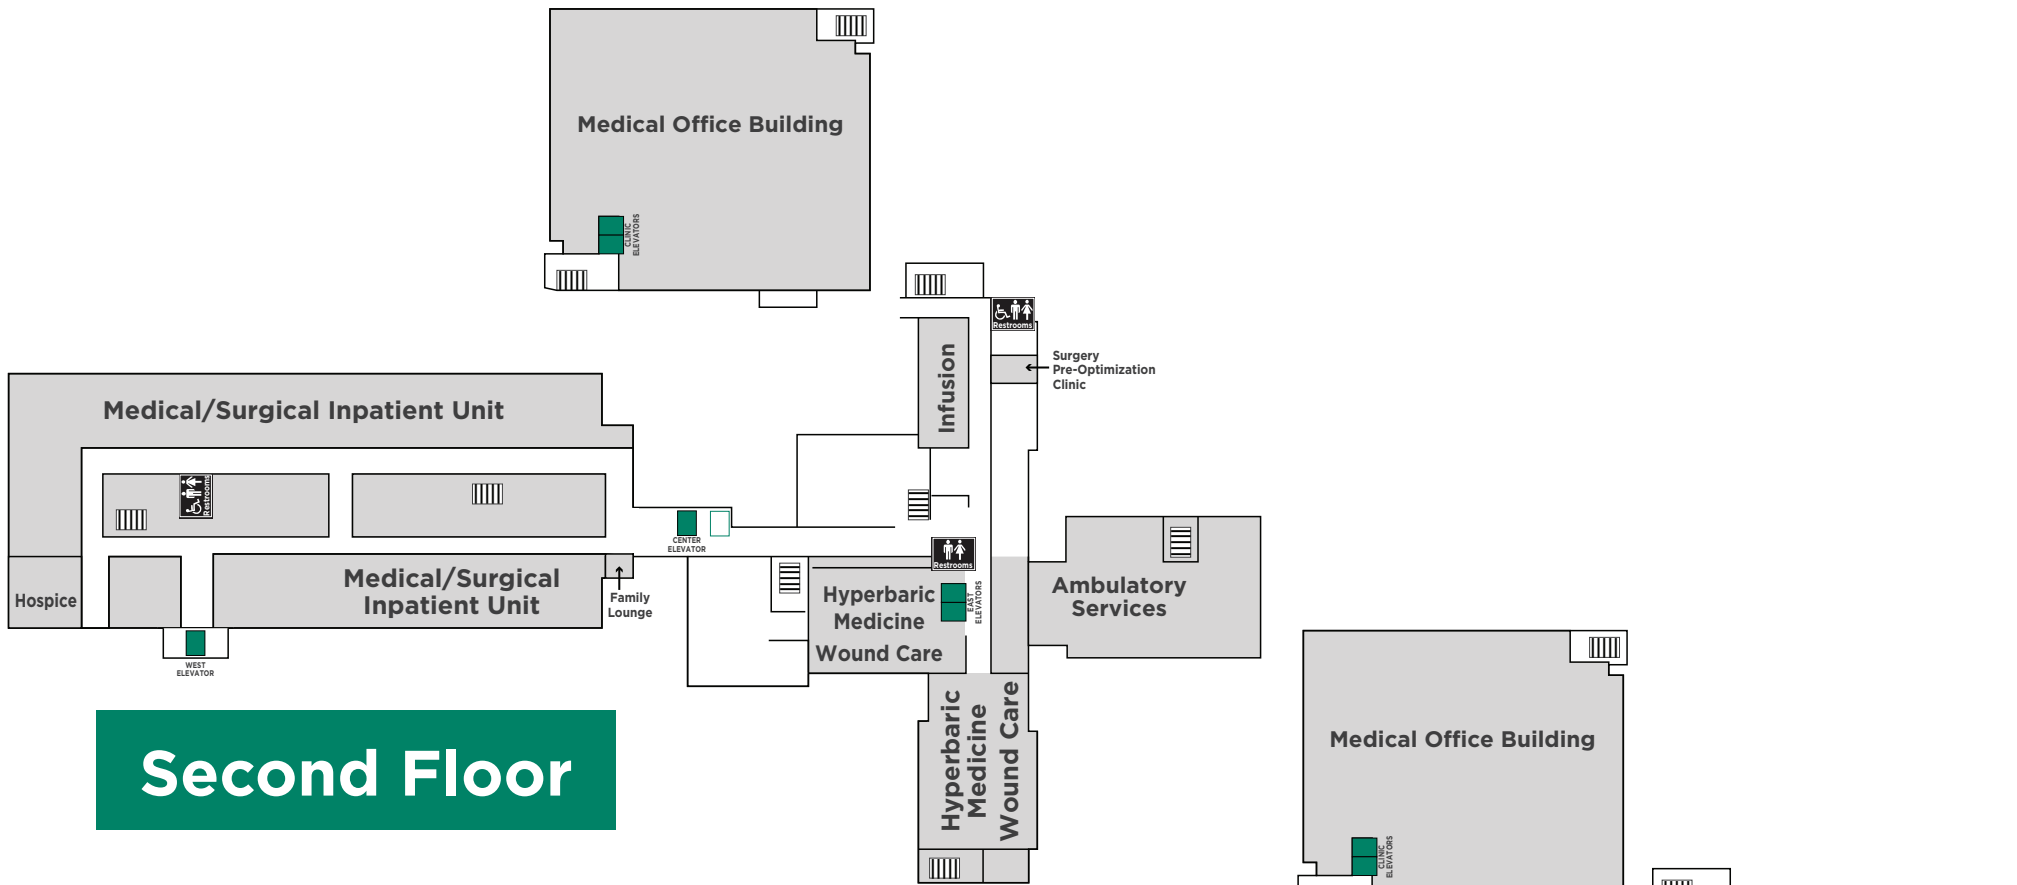 Medical Office Building
CLINIC
ELEVATORS
Restrooms
Surgery
Pre-Optimization
Clinic
Infusion
Medical/Surgical Inpatient Unit
Restrooms
CENTER
ELEVATOR
Restrooms
Medical/Surgical
Inpatient Unit
Hospice
Family
Lounge
WEST
ELEVATOR
Hyperbaric
Medicine
Wound Care
EAST
ELEVATORS
Ambulatory
Services
Hyperbaric
Medicine
Wound Care
Second Floor
Medical Office Building
CLINIC
ELEVATORS